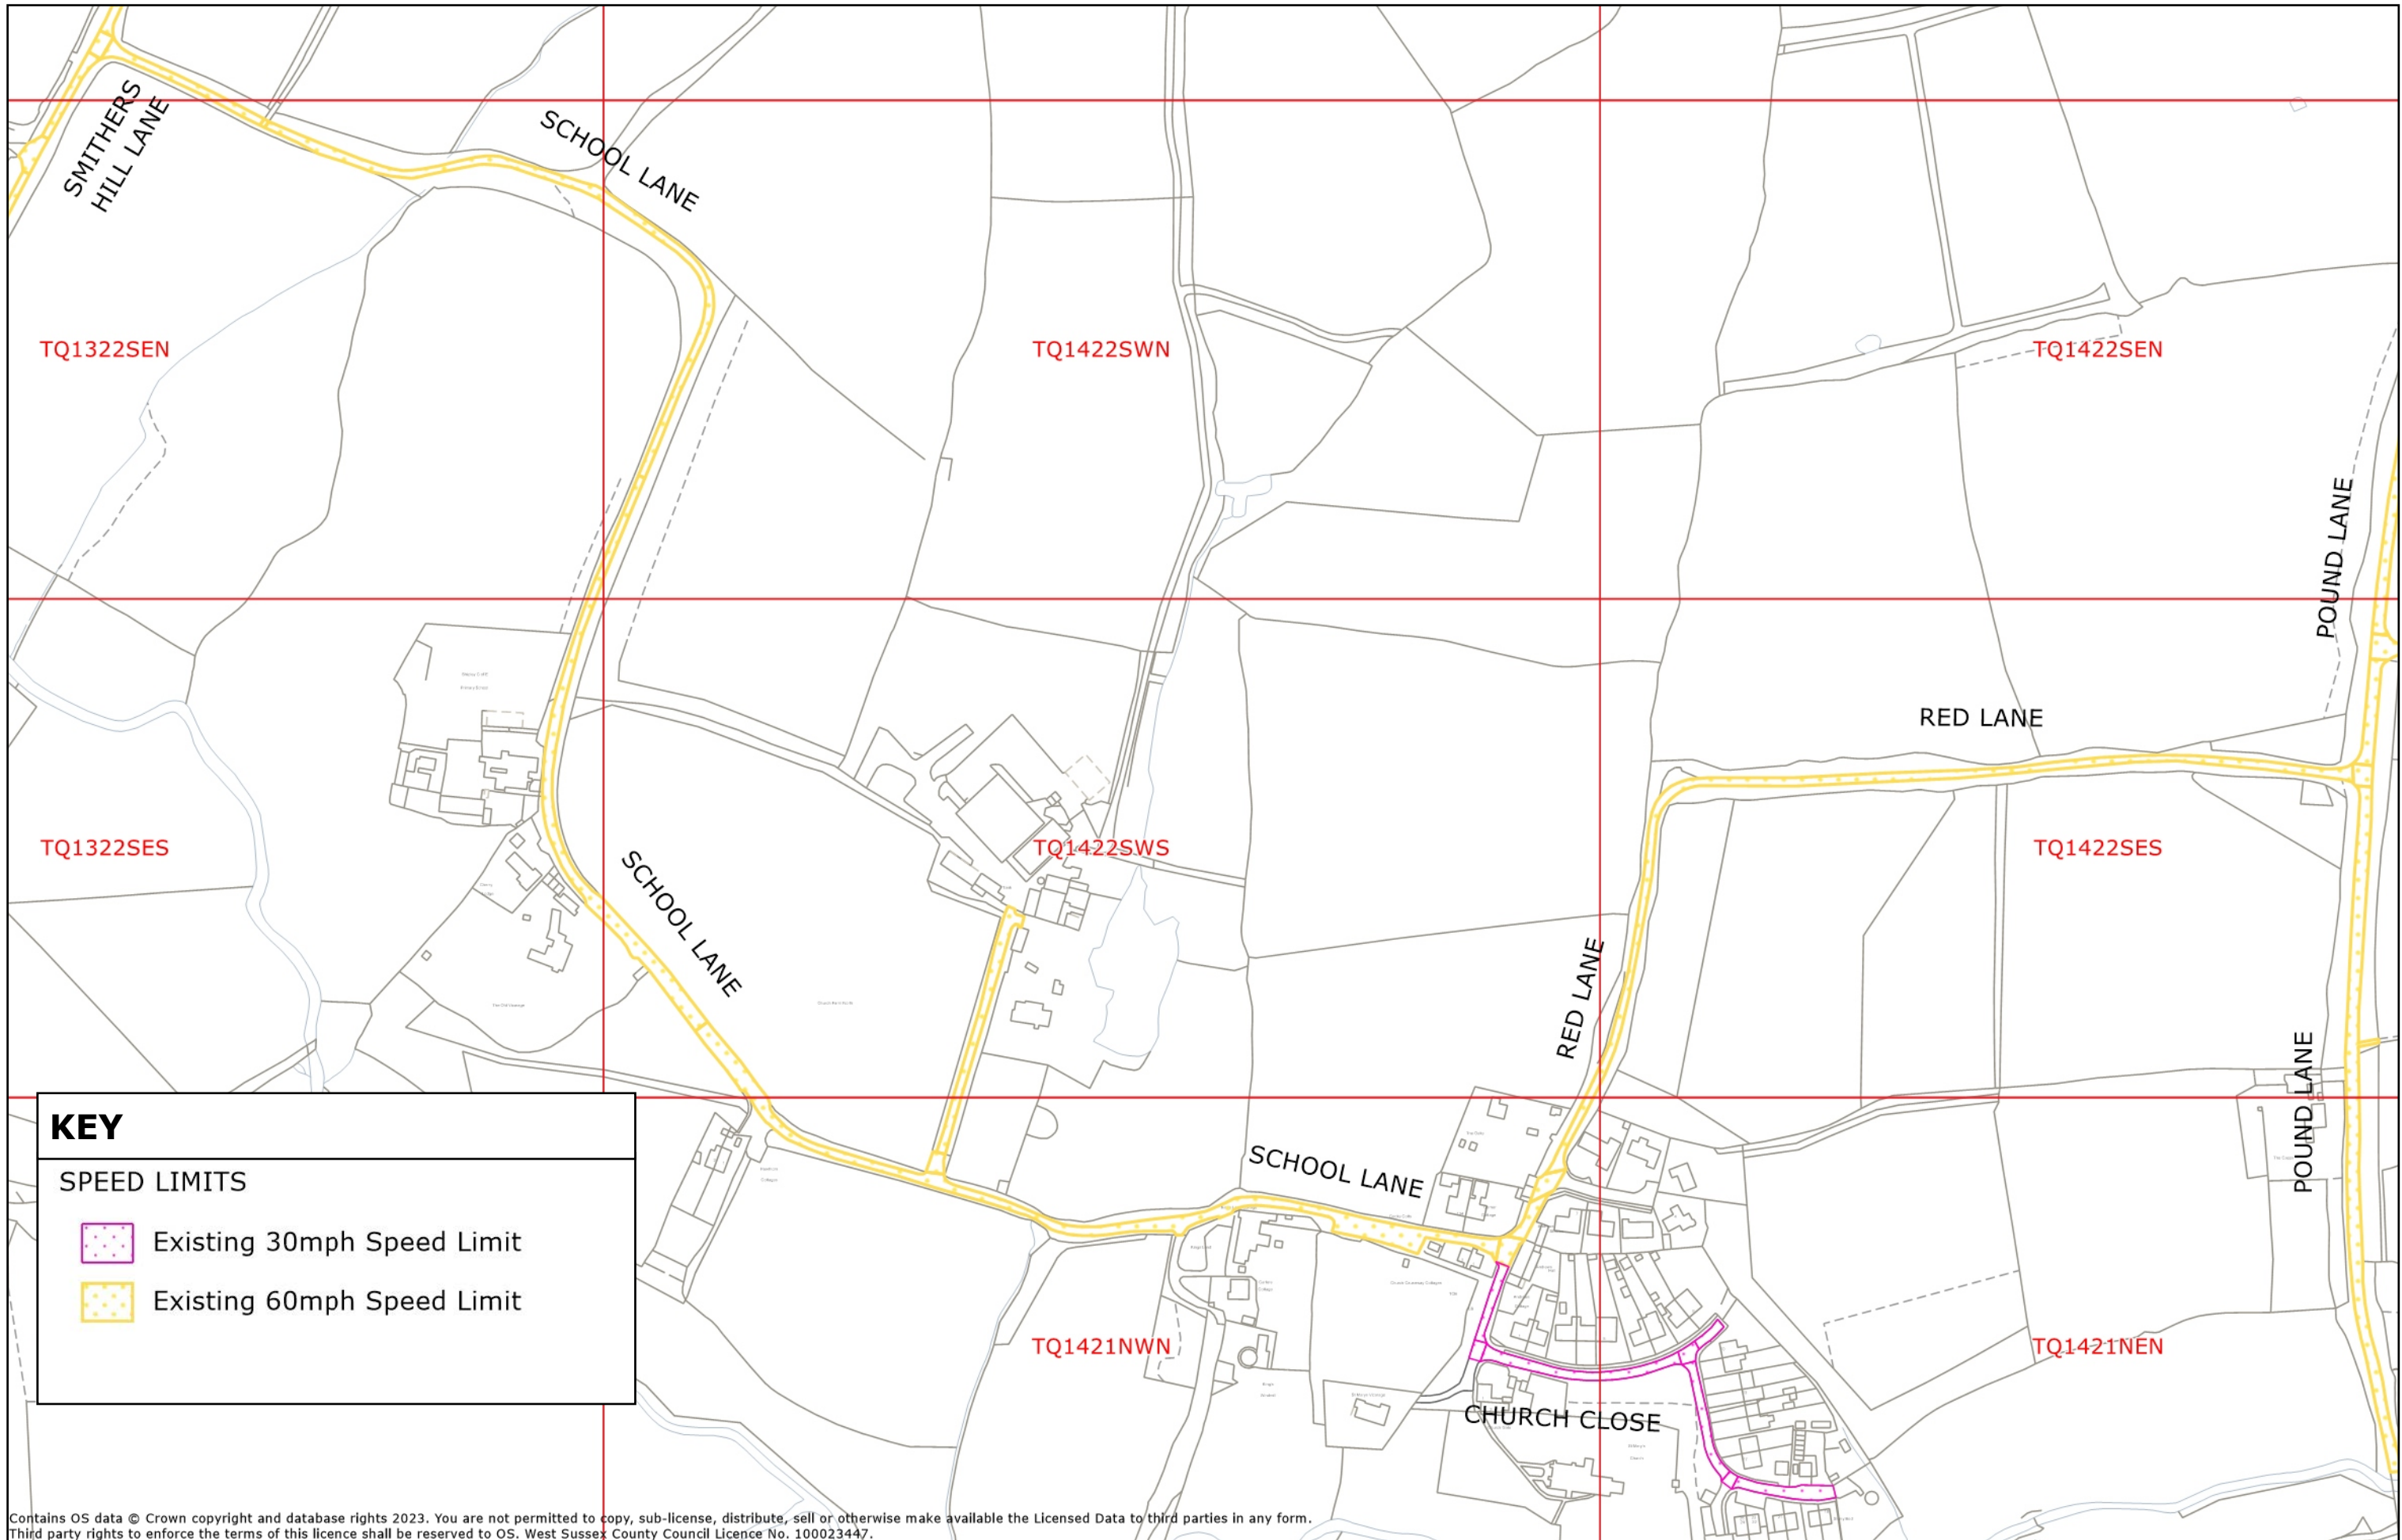 SMITHERS
HILL LANE
SCHOOL LANE
TQ1322SEN
TQ1422SWN
TQ1422SEN
POUND LANE
RED LANE
TQ1322SES
SCHOOL LANE
TQ1422SWS
TQ1422SES
RED LANE
POUND LANE
SCHOOL LANE
KEY
SPEED LIMITS
Existing 30mph Speed Limit
Existing 60mph Speed Limit
TQ1421NWN
TQ1421NEN
CHURCH CLOSE
Contains OS data © Crown copyright and database rights 2023. You are not permitted to copy, sub-license, distribute, sell or otherwise make available the Licensed Data to third parties in any form.
Third party rights to enforce the terms of this licence shall be reserved to OS. West Sussex County Council Licence No. 100023447.